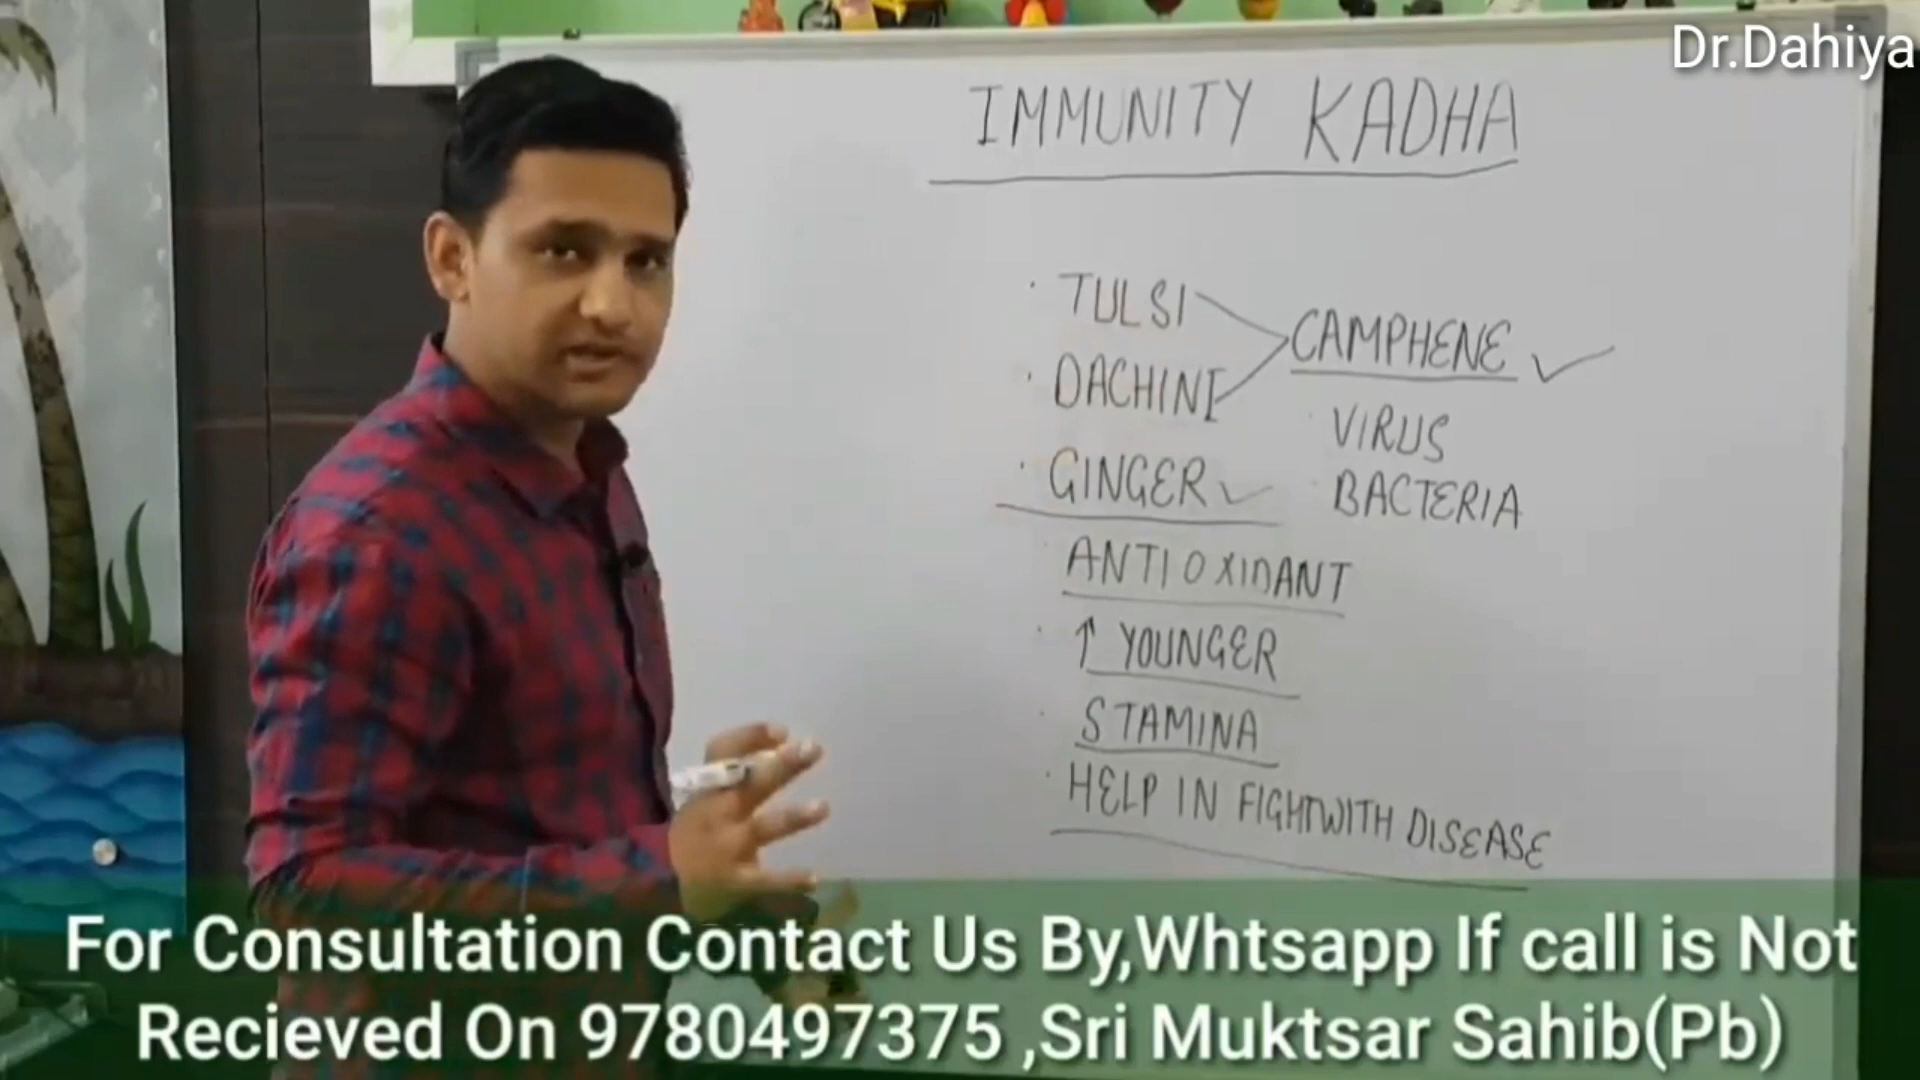 Dr.Dahiya
IMMUNITY KADHA
TULSI
DACHINI
CAMPHENE
VIRUS
GINGER
BACTERIA
ANTIOXIDANT
↑ YOUNGER
STAMINA
HELP IN FIGHTWITH DISEASE
For Consultation Contact Us By,Whtsapp If call is Not
Recieved On 9780497375 ,Sri Muktsar Sahib(Pb)